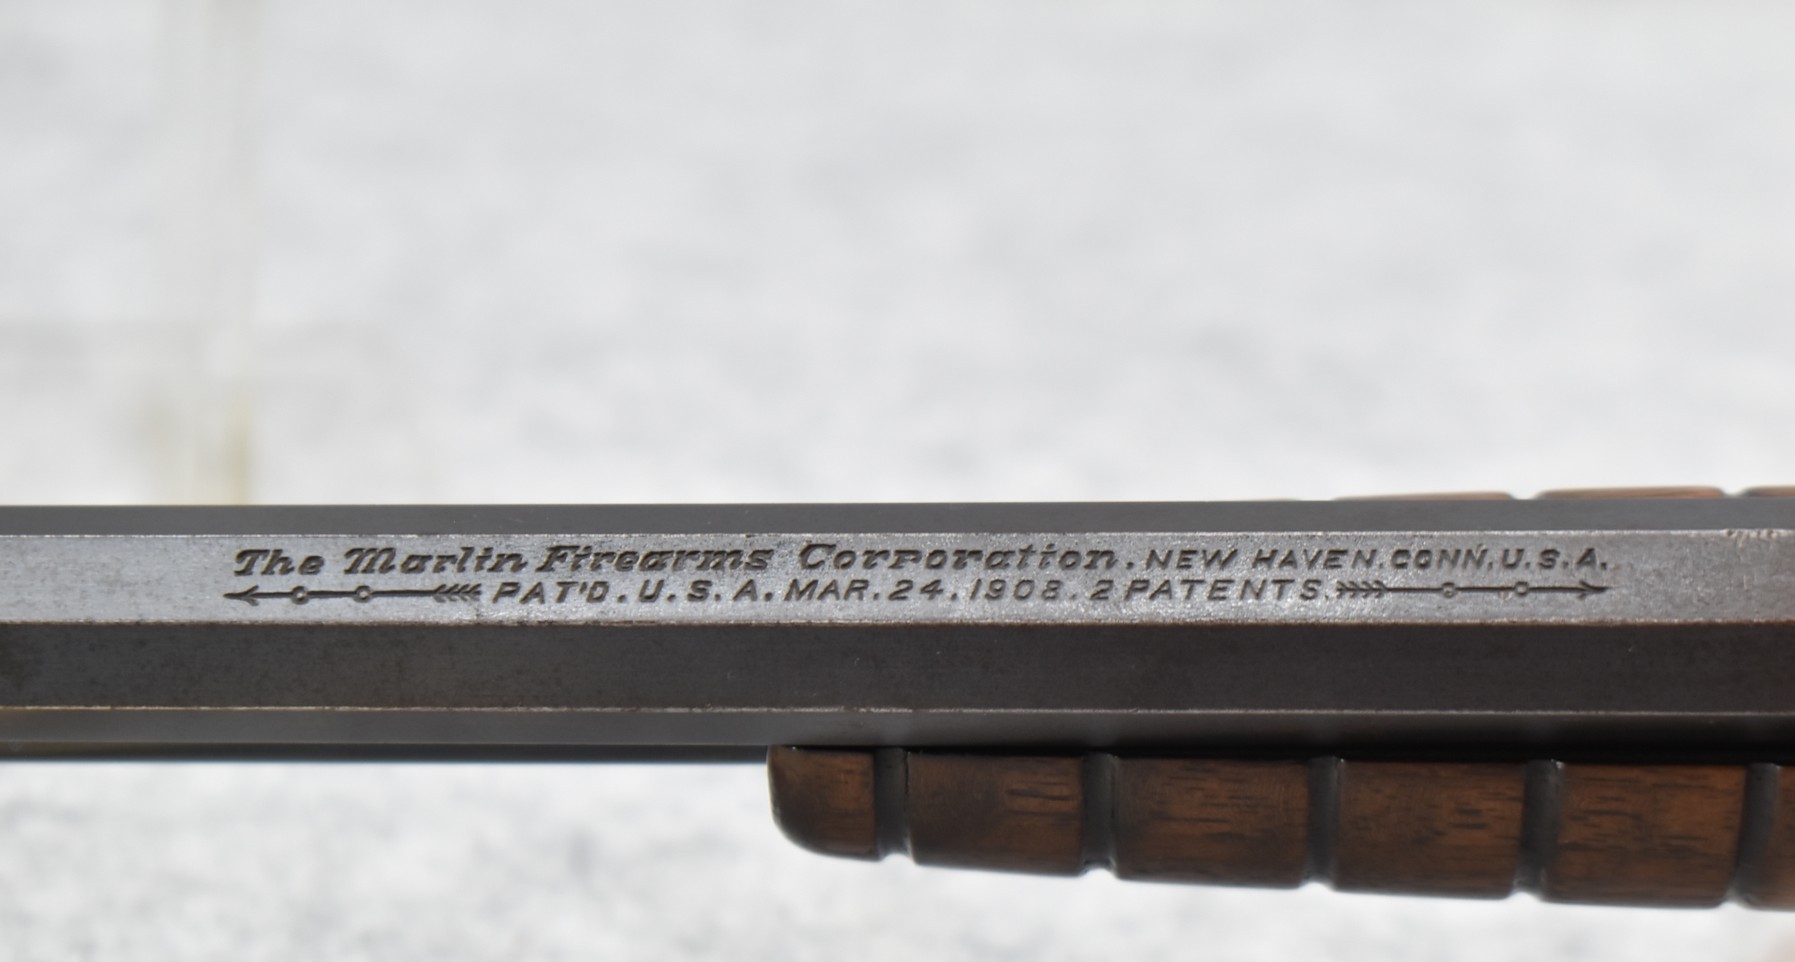 The Marlin Firearms Corporation. NEW HAVEN. CONN. U.S.A.
PAT'D. U.S.A. MAR. 24. 1908. 2 PATENTS.